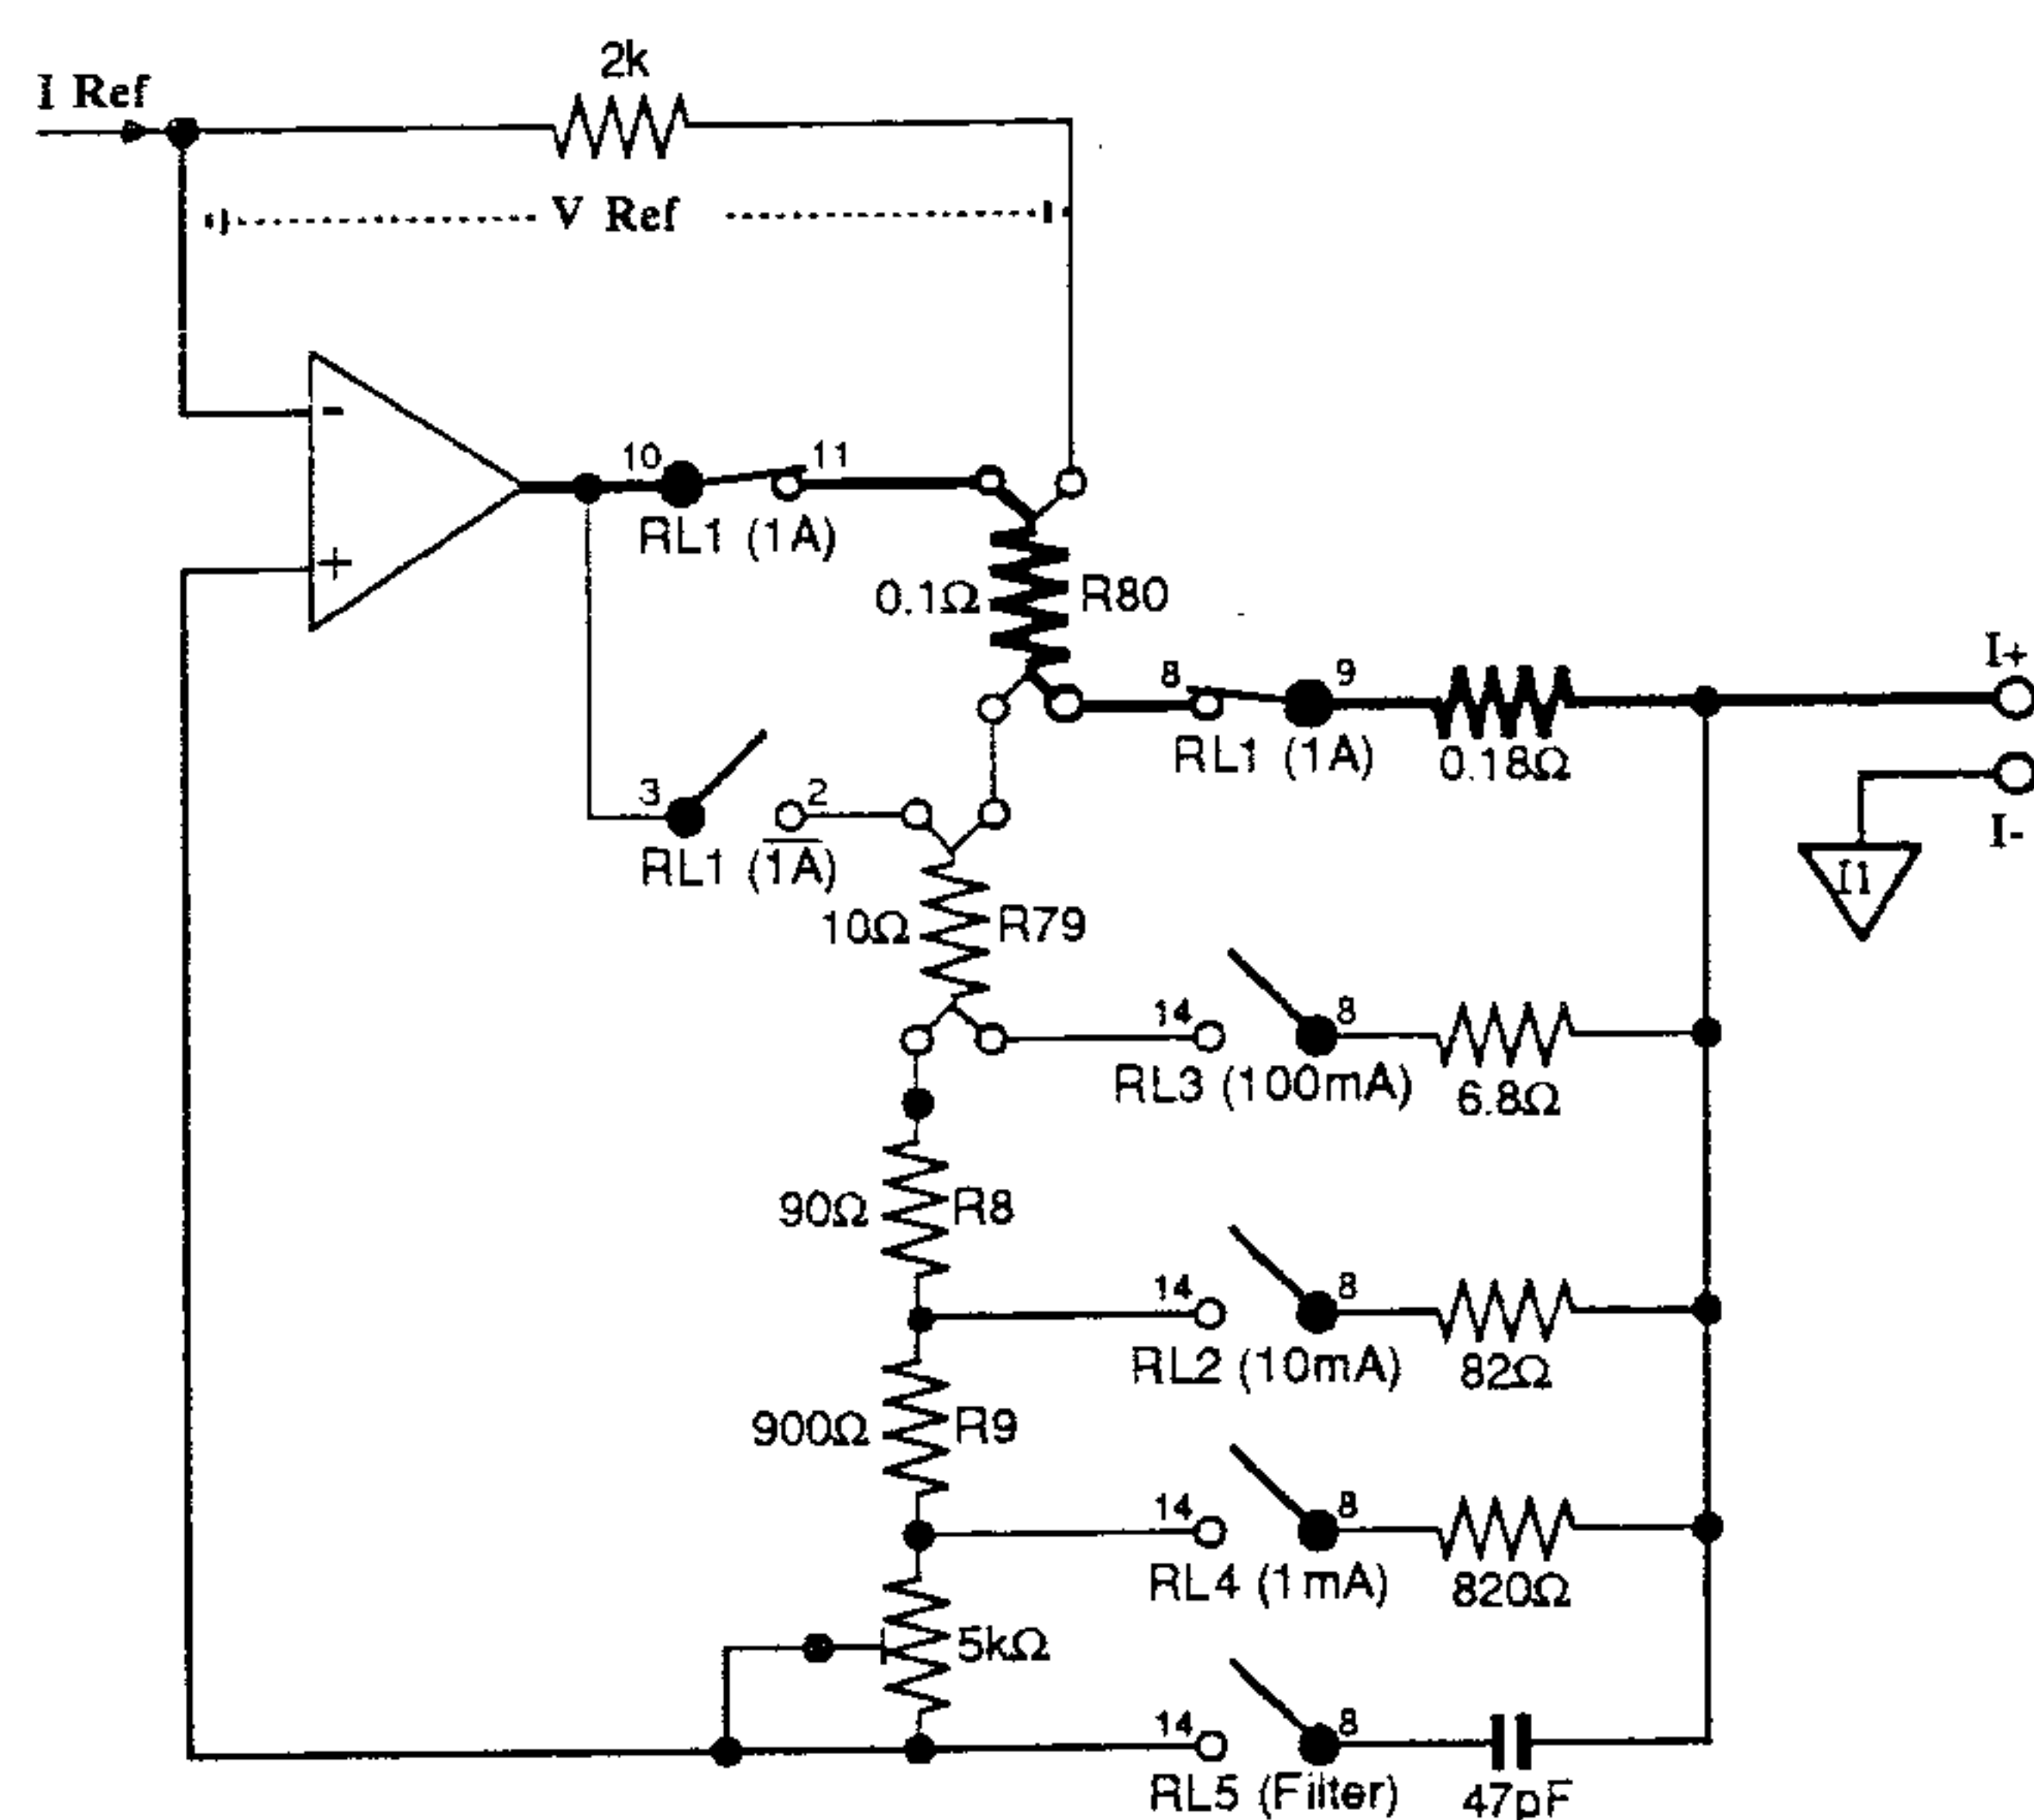 2k
I Ref
V Ref
-
10
11
RL1 (1A)
+
0.1Ω
R80
I+
8
9
RL1 (1A)
0.18Ω
I-
3
2
RL1 (1̅A̅)
I1
10Ω
R79
14
8
RL3 (100mA)
6.8Ω
90Ω
R8
14
8
RL2 (10mA)
82Ω
900Ω
R9
14
8
RL4 (1mA)
820Ω
5kΩ
14
8
RL5 (Filter)
47pF